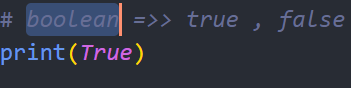 # boolean =>> true , false
print(True)